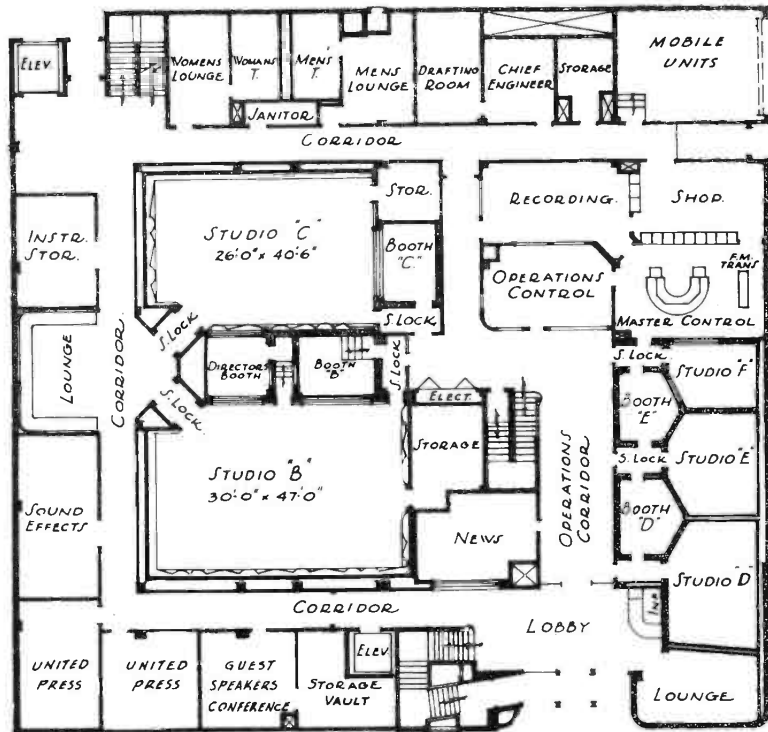 ELEV.
WOMENS
LOUNGE
WOMANS
T.
MEN'S
T.
MENS
LOUNGE
DRAFTING
ROOM
CHIEF
ENGINEER
STORAGE
MOBILE
UNITS
JANITOR
CORRIDOR
STOR.
RECORDING.
SHOP.
INSTR.
STOR.
STUDIO "C"
26'-0" x 40'-6"
BOOTH
"C"
OPERATIONS
CONTROL
F.M.
TRANS
MASTER CONTROL
S. LOCK
S. LOCK
LOUNGE
CORRIDOR.
DIRECTORS
BOOTH
BOOTH
"B"
S. LOCK
S. LOCK
STUDIO "F"
BOOTH
"E"
S. LOCK.
ELECT.
STORAGE
STUDIO "B"
30'-0" x 47'-0"
S. LOCK
STUDIO "E"
SOUND
EFFECTS
OPERATIONS
CORRIDOR
BOOTH
"D"
NEWS
STUDIO "D"
CORRIDOR
LOBBY
INF.
UNITED
PRESS
UNITED
PRESS
GUEST
SPEAKERS
CONFERENCE
ELEV.
STORAGE
VAULT
LOUNGE